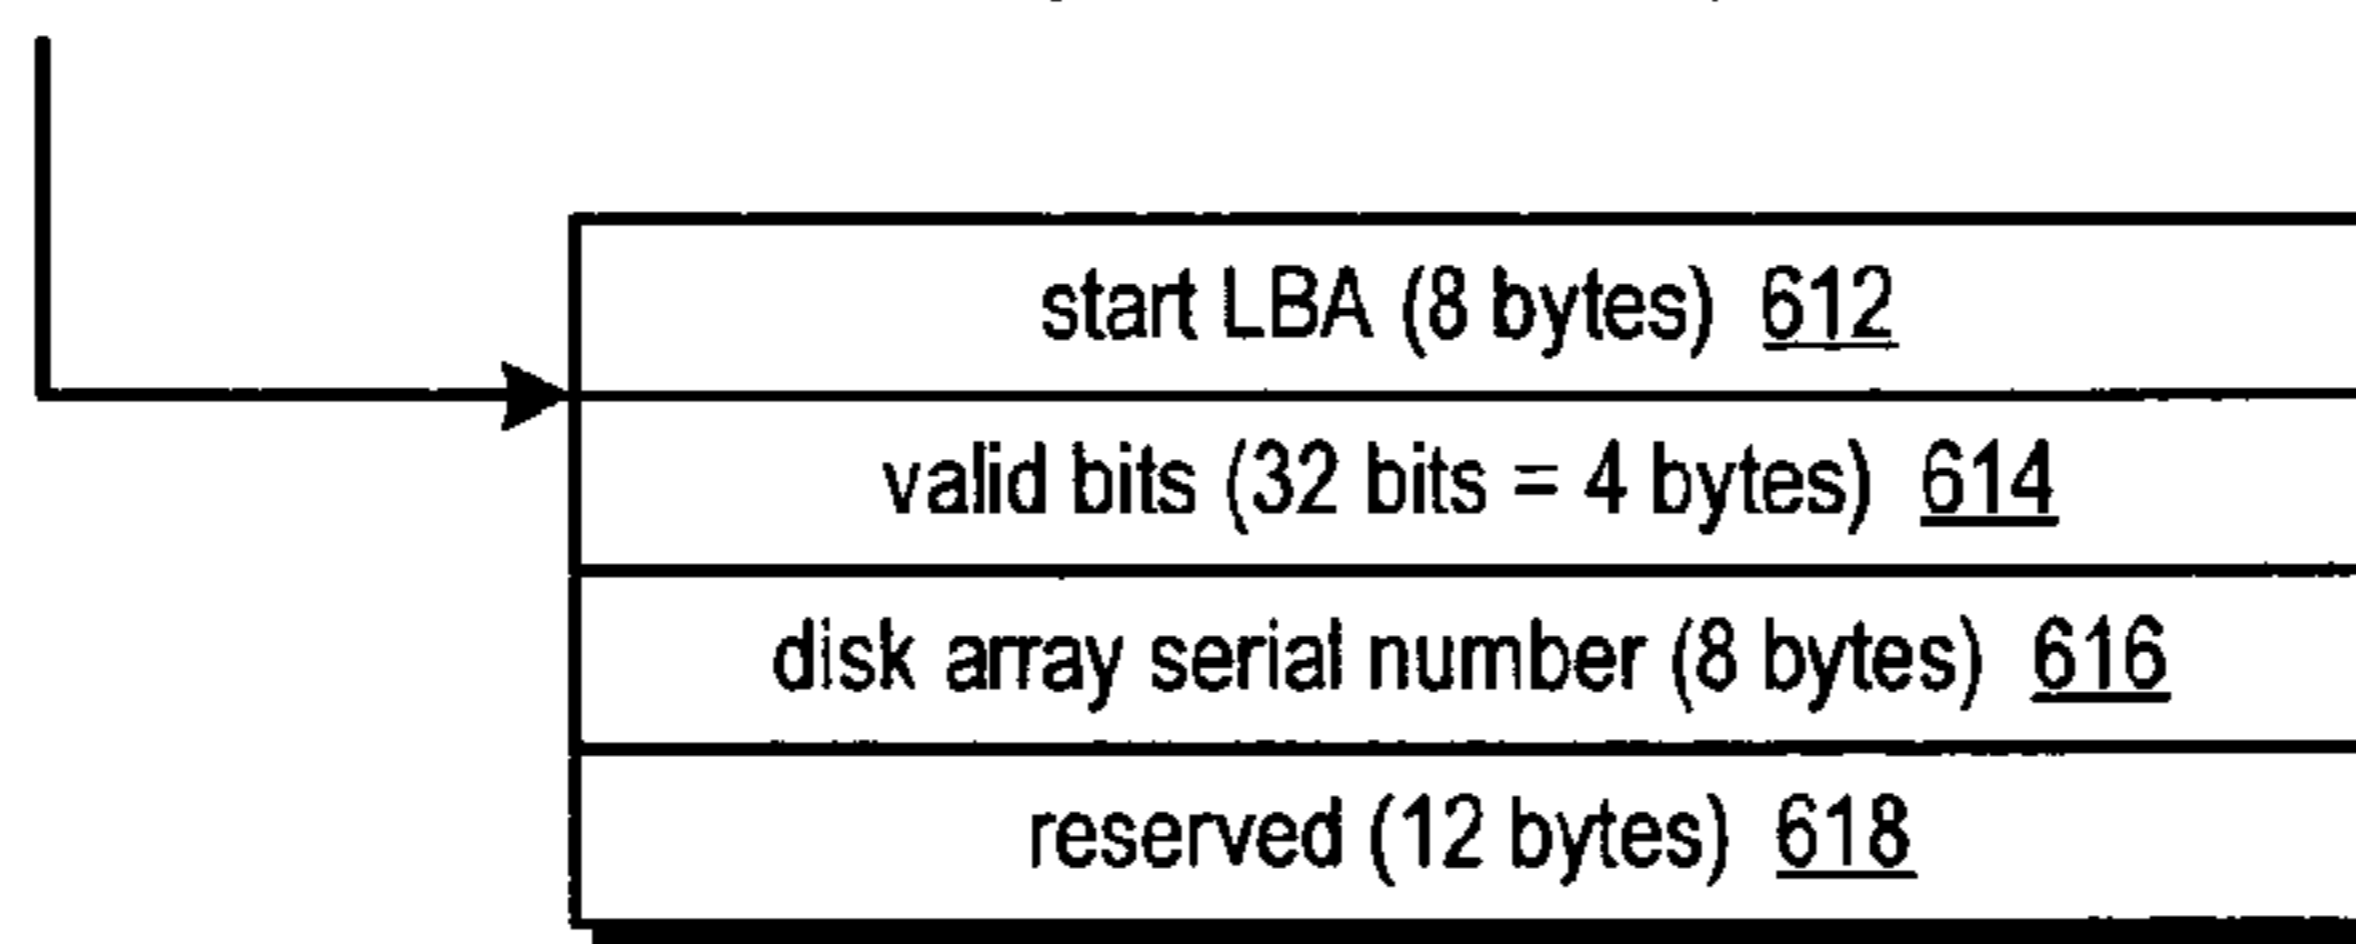 start LBA (8 bytes) 612
valid bits (32 bits = 4 bytes) 614
disk array serial number (8 bytes) 616
reserved (12 bytes) 618